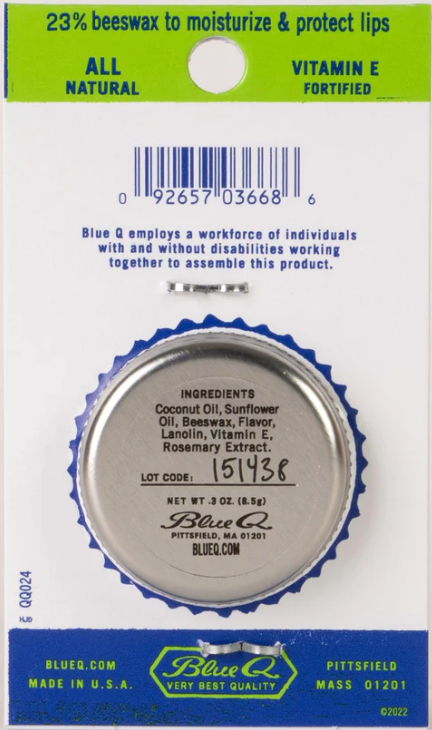 23% beeswax to moisturize & protect lips
ALL
NATURAL
VITAMIN E
FORTIFIED
0 92657 03668 6
Blue Q employs a workforce of individuals
with and without disabilities working
together to assemble this product.
INGREDIENTS
Coconut Oil, Sunflower
Oil, Beeswax, Flavor,
Lanolin, Vitamin E,
Rosemary Extract.
LOT CODE: 151438
NET WT .3 OZ. (8.5g)
Blue Q
PITTSFIELD, MA 01201
BLUEQ.COM
QQ024
HJD
BLUEQ.COM
MADE IN U.S.A.
Blue Q
VERY BEST QUALITY
PITTSFIELD
MASS 01201
©2022